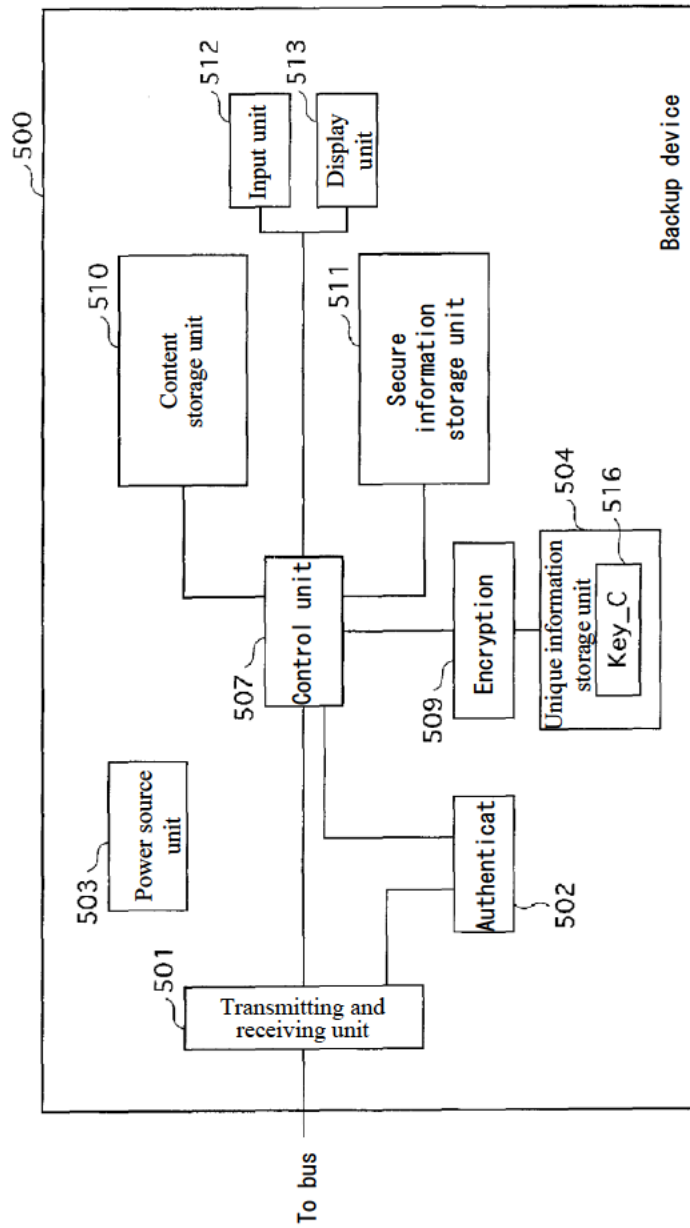 500
503
Power source
unit
510
Content
storage unit
512
Input unit
513
Display
unit
501
Transmitting and
receiving unit
To bus
507
Control unit
511
Secure
information
storage unit
Authenticat
502
509
Encryption
504
Unique information
storage unit
516
Key_C
Backup device